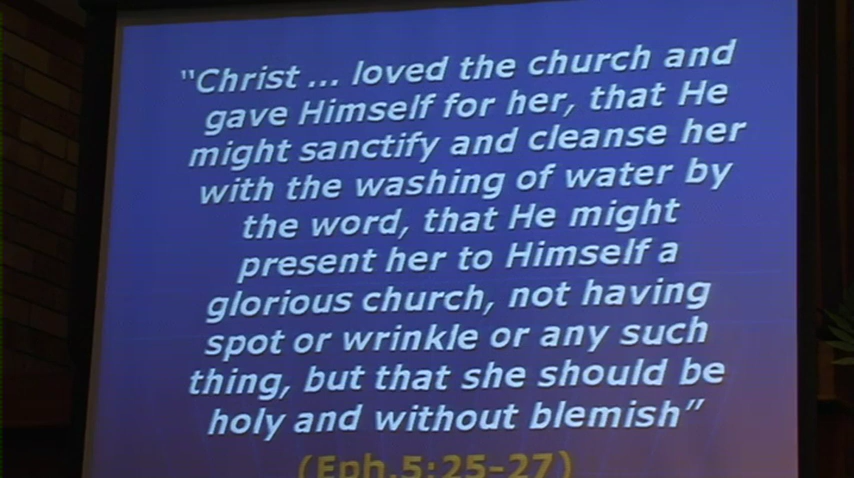 "Christ ... loved the church and
gave Himself for her, that He
might sanctify and cleanse her
with the washing of water by
the word, that He might
present her to Himself a
glorious church, not having
spot or wrinkle or any such
thing, but that she should be
holy and without blemish"
(Eph.5:25-27)